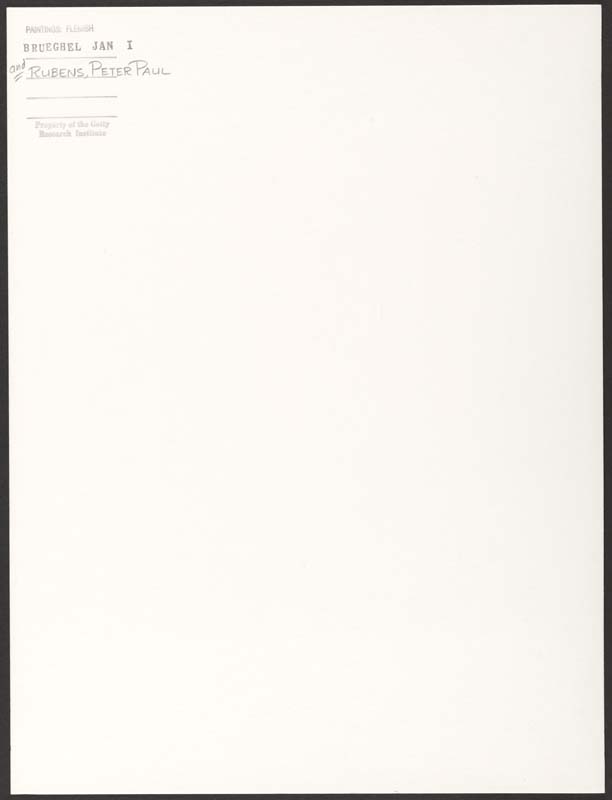 PAINTINGS: FLEMISH
BRUEGHEL JAN I
and RUBENS, PETER PAUL
Property of the Getty
Research Institute